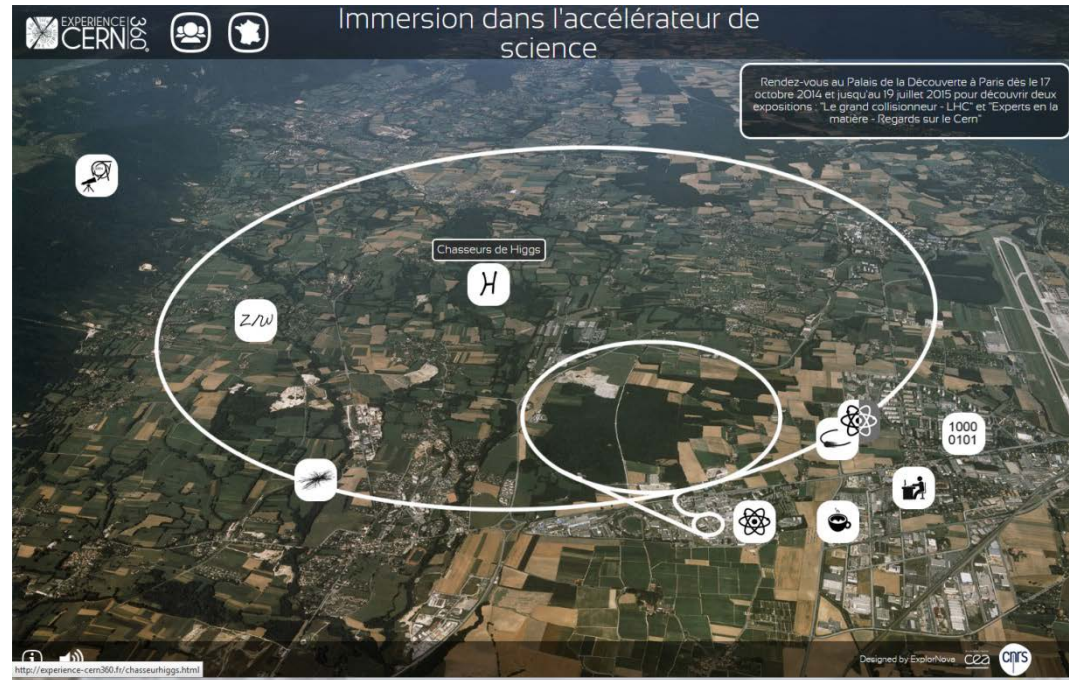 EXPERIENCE
CERN
360°
Immersion dans l'accélérateur de
science
Rendez-vous au Palais de la Découverte à Paris dès le 17
octobre 2014 et jusqu'au 19 juillet 2015 pour découvrir deux
expositions : "Le grand collisionneur - LHC" et "Experts en la
matière - Regards sur le Cern"
Chasseurs de Higgs
H
Z/W
1000
0101
Designed by ExplorNova
cea
cnrs
http://experience-cern360.fr/chasseurhiggs.html